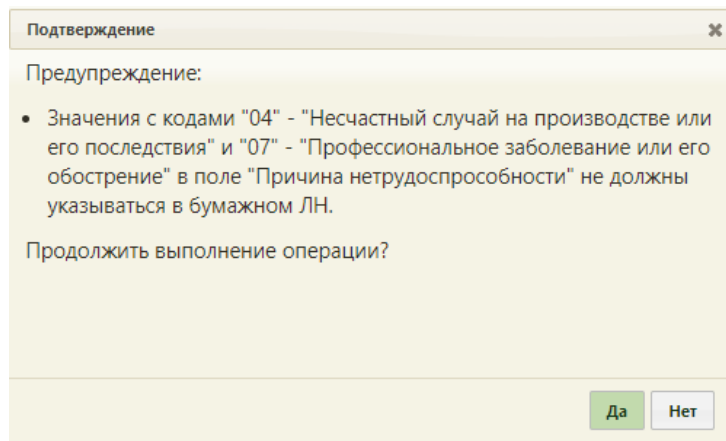 Подтверждение
Предупреждение:
• Значения с кодами "04" - "Несчастный случай на производстве или
его последствия" и "07" - "Профессиональное заболевание или его
обострение" в поле "Причина нетрудоспробности" не должны
указываться в бумажном ЛН.
Продолжить выполнение операции?
Да Нет